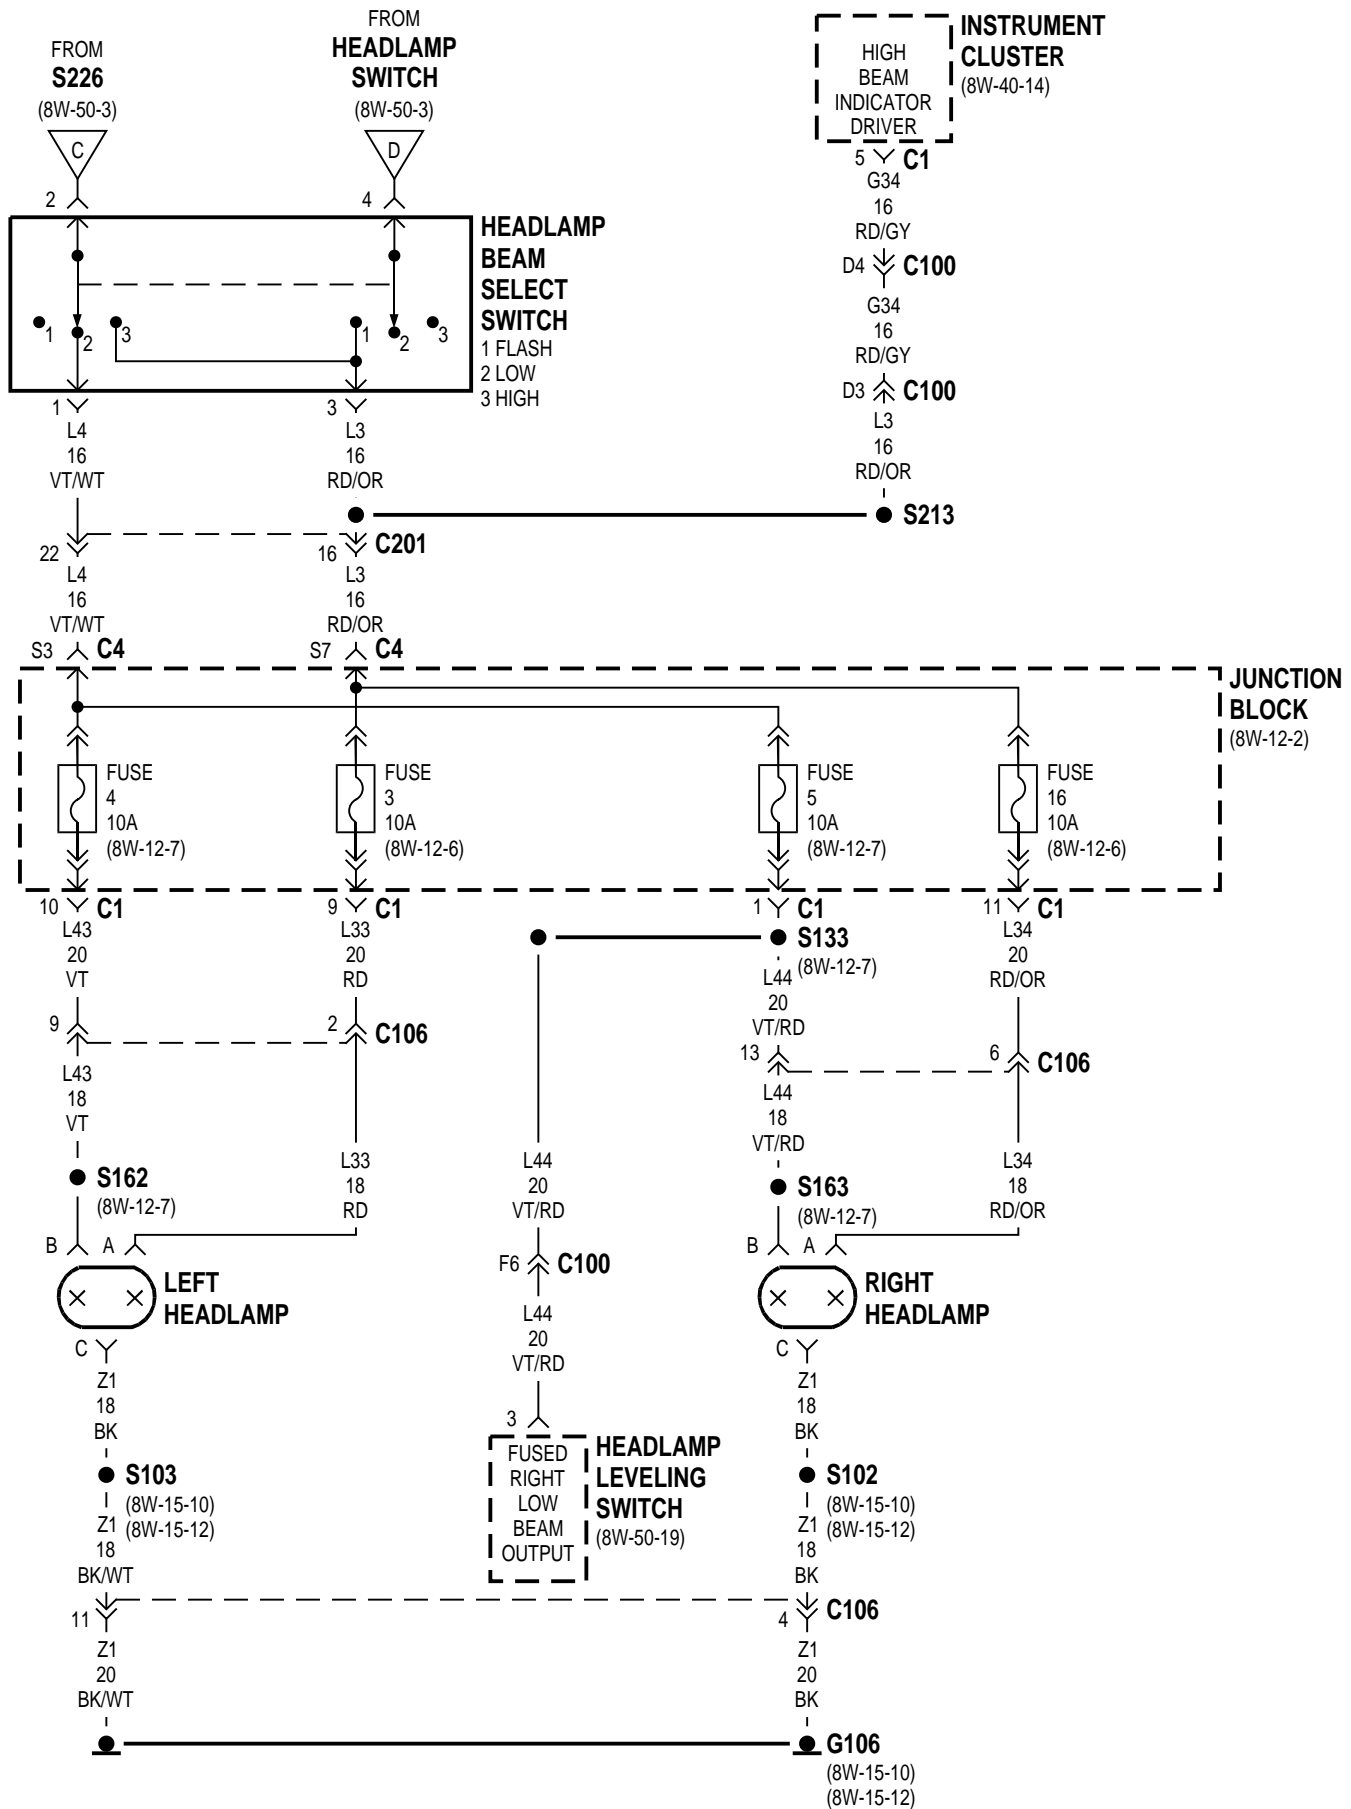 FROM
S226
(8W-50-3)
C
2
FROM
HEADLAMP
SWITCH
(8W-50-3)
D
4
HIGH
BEAM
INDICATOR
DRIVER
INSTRUMENT
CLUSTER
(8W-40-14)
5 C1
G34
16
RD/GY
D4 C100
G34
16
RD/GY
D3 C100
L3
16
RD/OR
S213
HEADLAMP
BEAM
SELECT
SWITCH
1 FLASH
2 LOW
3 HIGH
1 2 3 1 2 3
1
L4
16
VT/WT
3
L3
16
RD/OR
22
16 C201
L4
16
VT/WT
L3
16
RD/OR
S3 C4
S7 C4
JUNCTION
BLOCK
(8W-12-2)
FUSE
4
10A
(8W-12-7)
FUSE
3
10A
(8W-12-6)
FUSE
5
10A
(8W-12-7)
FUSE
16
10A
(8W-12-6)
10 C1
L43
20
VT
9 C1
L33
20
RD
1 C1
S133
(8W-12-7)
L44
20
VT/RD
11 C1
L34
20
RD/OR
9
2 C106
13
6 C106
L43
18
VT
S162
(8W-12-7)
L33
18
RD
L44
20
VT/RD
L44
18
VT/RD
S163
(8W-12-7)
L34
18
RD/OR
B A
LEFT
HEADLAMP
C
Z1
18
BK
S103
(8W-15-10)
(8W-15-12)
Z1
18
BK/WT
11
Z1
20
BK/WT
F6 C100
L44
20
VT/RD
3
FUSED
RIGHT
LOW
BEAM
OUTPUT
HEADLAMP
LEVELING
SWITCH
(8W-50-19)
B A
RIGHT
HEADLAMP
C
Z1
18
BK
S102
(8W-15-10)
(8W-15-12)
Z1
18
BK
4 C106
Z1
20
BK
G106
(8W-15-10)
(8W-15-12)